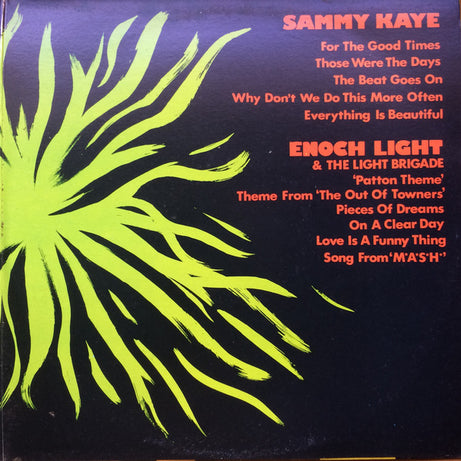 SAMMY KAYE
For The Good Times
Those Were The Days
The Beat Goes On
Why Don't We Do This More Often
Everything Is Beautiful
ENOCH LIGHT
& THE LIGHT BRIGADE
'Patton Theme'
Theme From 'The Out Of Towners'
Pieces Of Dreams
On A Clear Day
Love Is A Funny Thing
Song From 'M*A*S*H*'